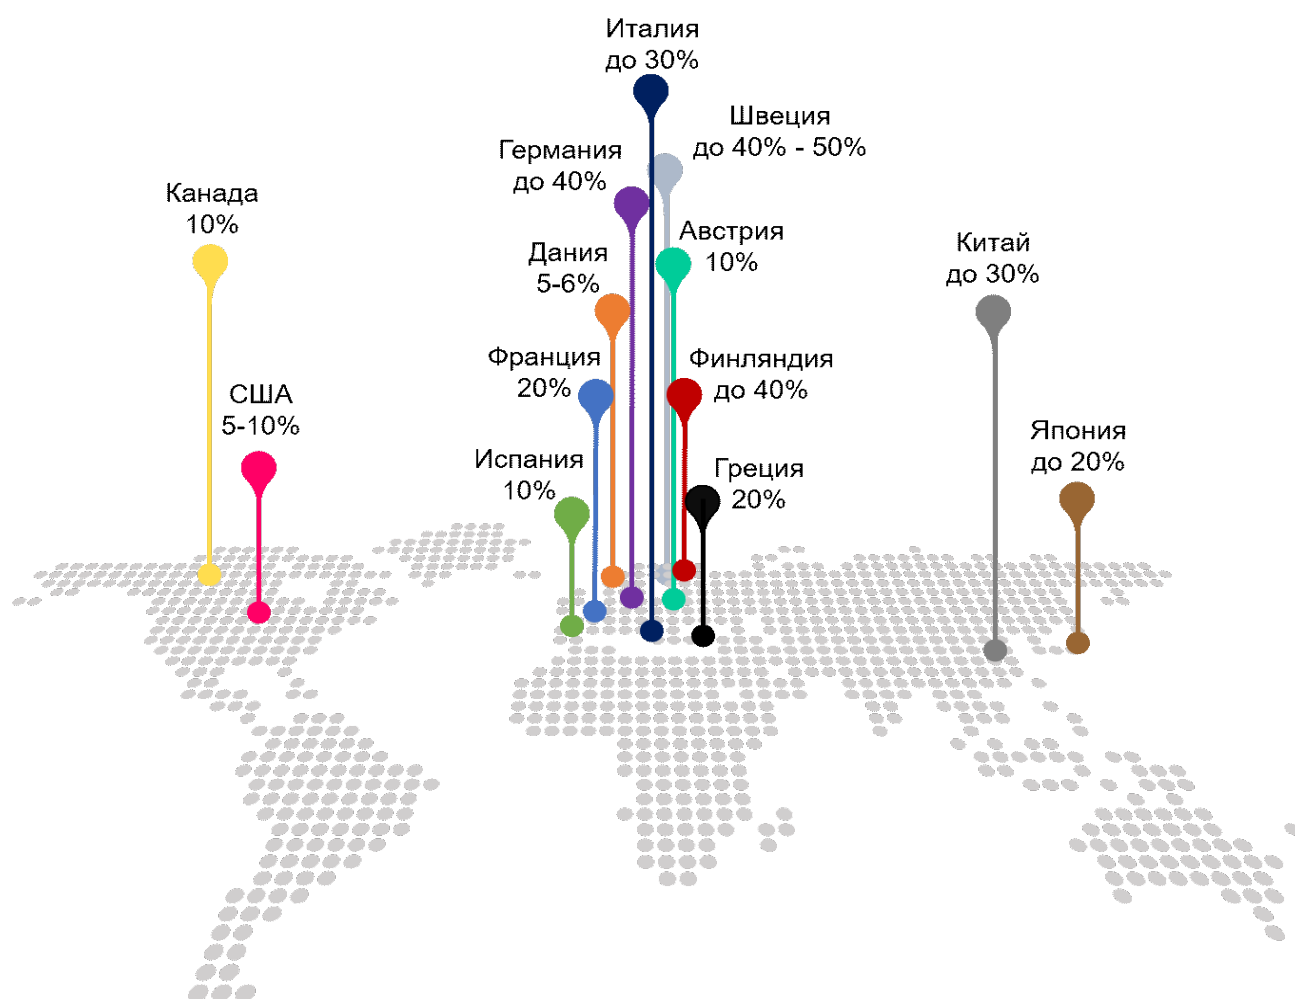 Италия
до 30%
Швеция
до 40% - 50%
Германия
до 40%
Канада
10%
Австрия
10%
Дания
5-6%
Китай
до 30%
Франция
20%
Финляндия
до 40%
США
5-10%
Япония
до 20%
Испания
10%
Греция
20%